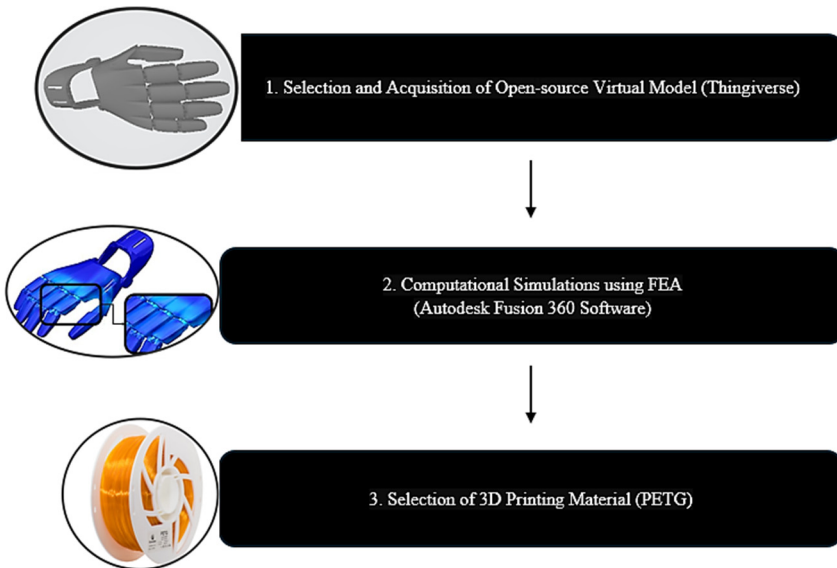 1. Selection and Acquisition of Open-source Virtual Model (Thingiverse)
2. Computational Simulations using FEA
(Autodesk Fusion 360 Software)
3. Selection of 3D Printing Material (PETG)